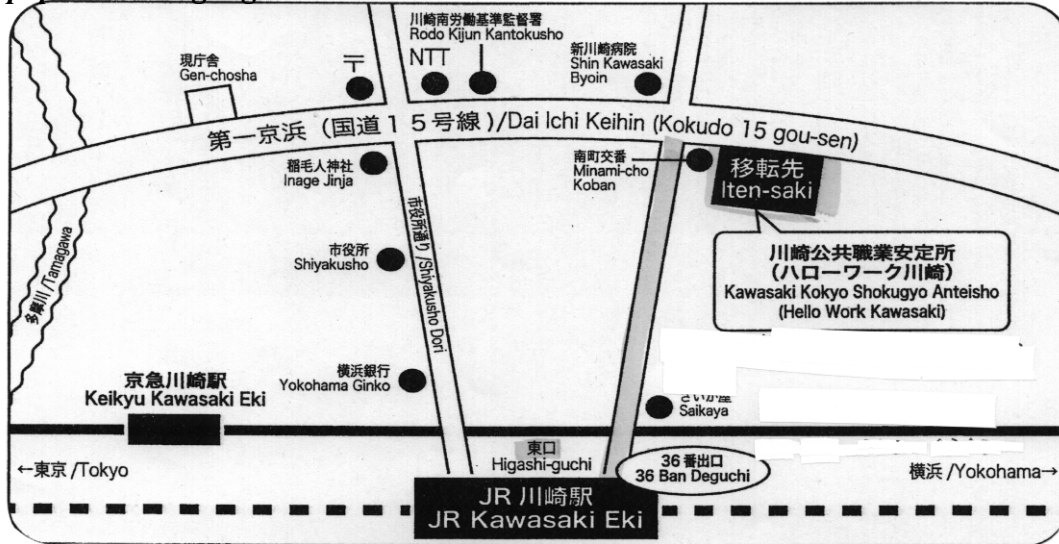 川崎南労働基準監督署
Rodo Kijun Kantokusho
現庁舎
Gen-chosha
〒
NTT
新川崎病院
Shin Kawasaki
Byoin
第一京浜(国道15号線)/Dai Ichi Keihin (Kokudo 15 gou-sen)
稲毛人神社
Inage Jinja
南町交番
Minami-cho
Koban
移転先
Iten-saki
多摩川/Tamagawa
市役所
Shiyakusho
市役所通り/Shiyakusho Dori
川崎公共職業安定所
(ハローワーク川崎)
Kawasaki Kokyo Shokugyo Anteisho
(Hello Work Kawasaki)
横浜銀行
Yokohama Ginko
京急川崎駅
Keikyu Kawasaki Eki
さいか屋
Saikaya
東口
Higashi-guchi
36番出口
36 Ban Deguchi
←東京/Tokyo
横浜/Yokohama→
JR 川崎駅
JR Kawasaki Eki